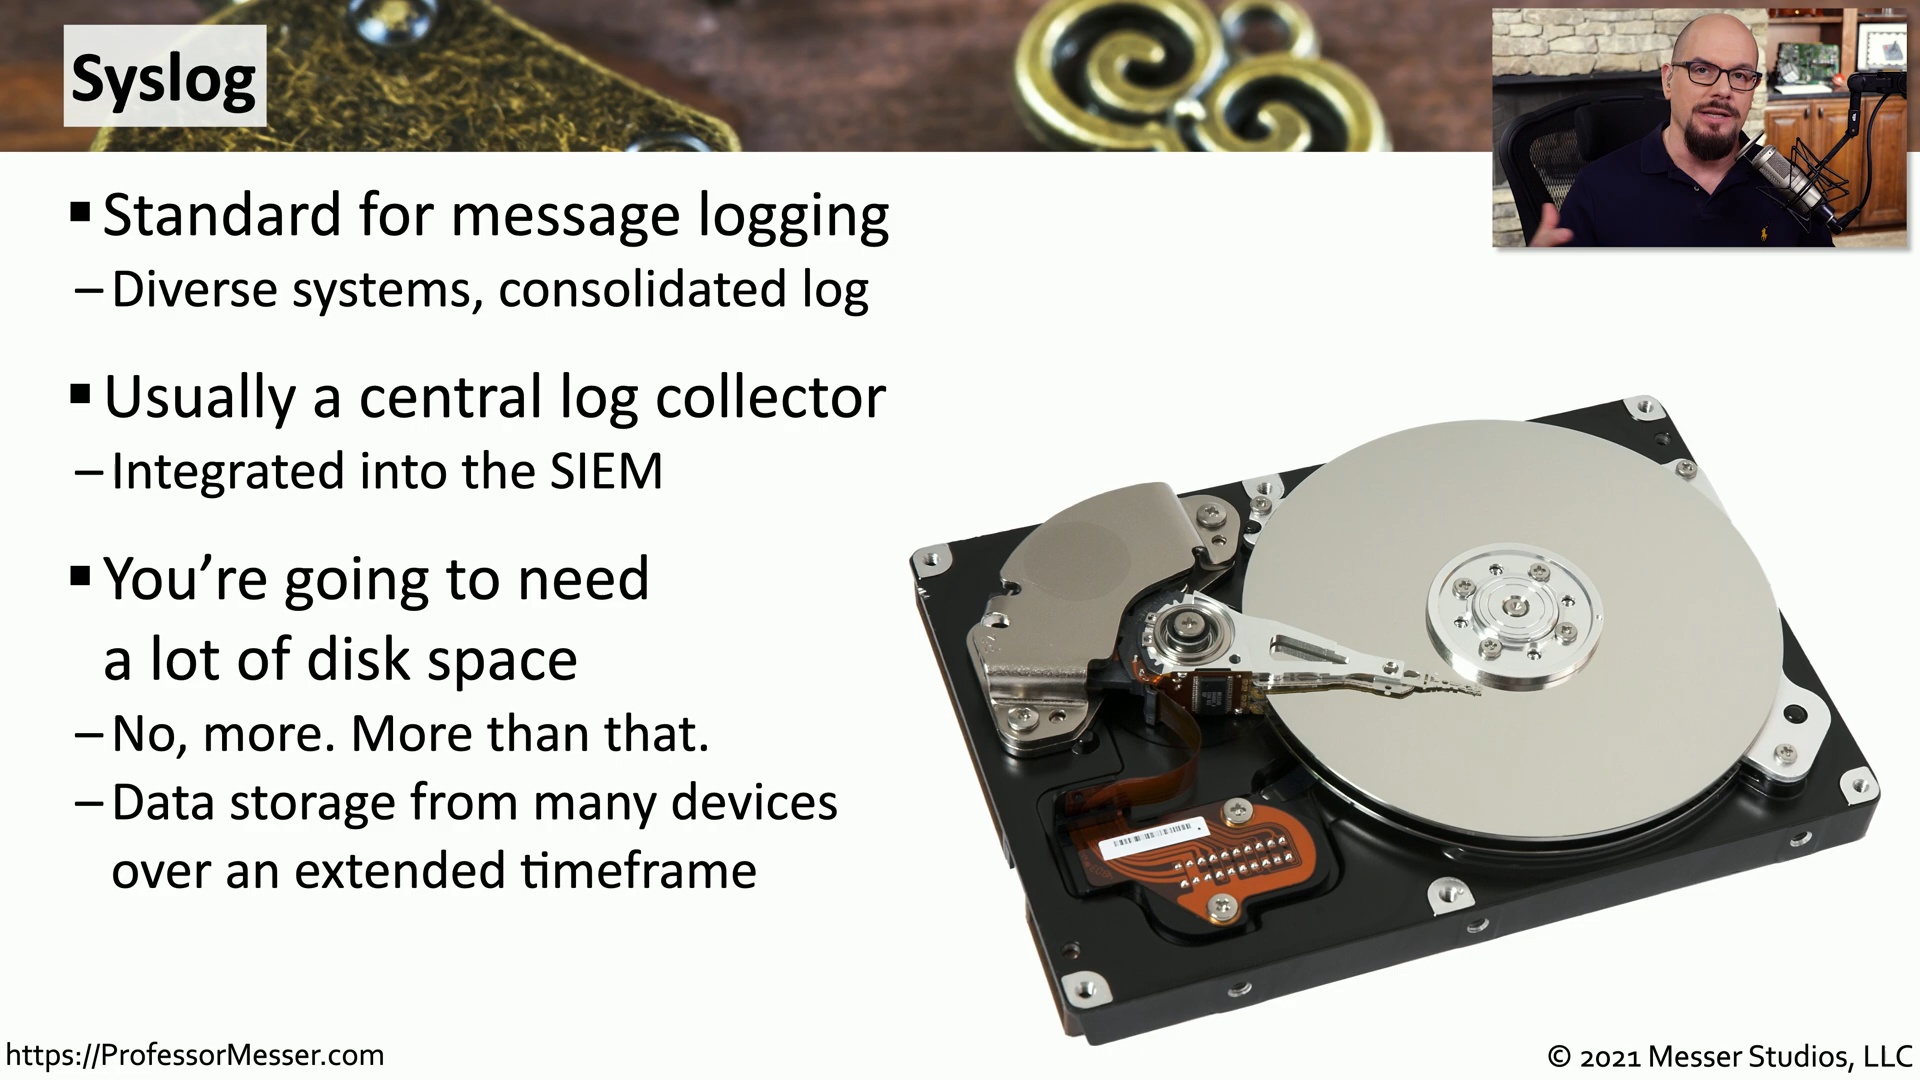 Syslog
▪ Standard for message logging
– Diverse systems, consolidated log
▪ Usually a central log collector
– Integrated into the SIEM
▪ You’re going to need
a lot of disk space
– No, more. More than that.
– Data storage from many devices
over an extended timeframe
https://ProfessorMesser.com
© 2021 Messer Studios, LLC